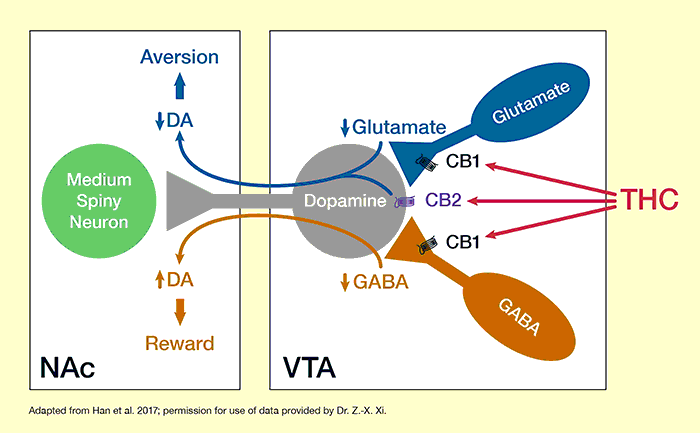 Aversion
DA
Medium
Spiny
Neuron
DA
Reward
NAc
Glutamate
Dopamine
GABA
VTA
Glutamate
CB1
CB2
CB1
GABA
THC
Adapted from Han et al. 2017; permission for use of data provided by Dr. Z.-X. Xi.